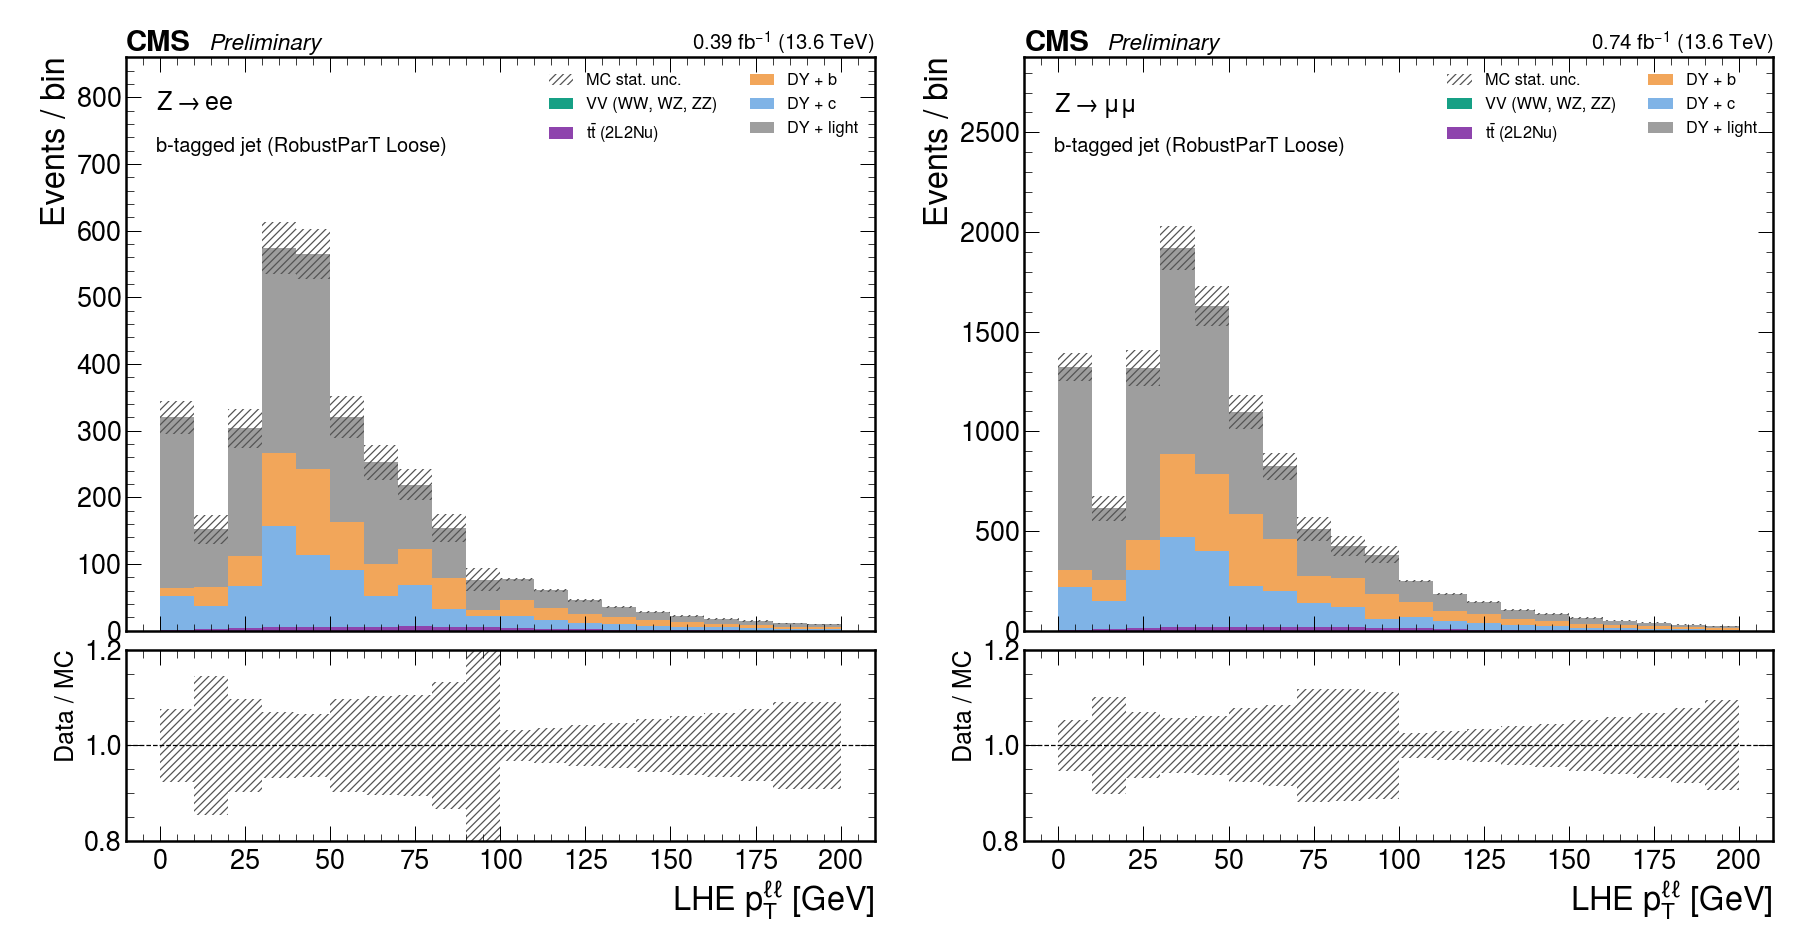 CMS Preliminary 0.39 fb⁻¹ (13.6 TeV)
Events / bin
Z → ee
b-tagged jet (RobustParT Loose)
MC stat. unc.
VV (WW, WZ, ZZ)
tt̄ (2L2Nu)
DY + b
DY + c
DY + light
800
700
600
500
400
300
200
100
0
Data / MC
1.2
1.0
0.8
0 25 50 75 100 125 150 175 200
LHE p_T^ℓℓ [GeV]
CMS Preliminary 0.74 fb⁻¹ (13.6 TeV)
Events / bin
Z → μμ
b-tagged jet (RobustParT Loose)
MC stat. unc.
VV (WW, WZ, ZZ)
tt̄ (2L2Nu)
DY + b
DY + c
DY + light
2500
2000
1500
1000
500
0
Data / MC
1.2
1.0
0.8
0 25 50 75 100 125 150 175 200
LHE p_T^ℓℓ [GeV]